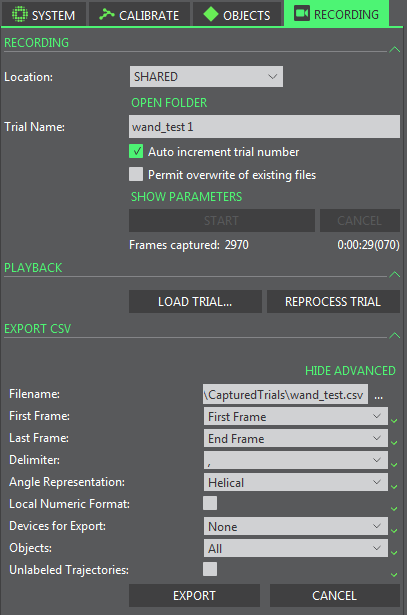 SYSTEM CALIBRATE OBJECTS RECORDING
RECORDING
Location: SHARED
OPEN FOLDER
Trial Name: wand_test 1
Auto increment trial number
Permit overwrite of existing files
SHOW PARAMETERS
START CANCEL
Frames captured: 2970 0:00:29(070)
PLAYBACK
LOAD TRIAL... REPROCESS TRIAL
EXPORT CSV
HIDE ADVANCED
Filename: \CapturedTrials\wand_test.csv ...
First Frame: First Frame
Last Frame: End Frame
Delimiter: ,
Angle Representation: Helical
Local Numeric Format:
Devices for Export: None
Objects: All
Unlabeled Trajectories:
EXPORT CANCEL